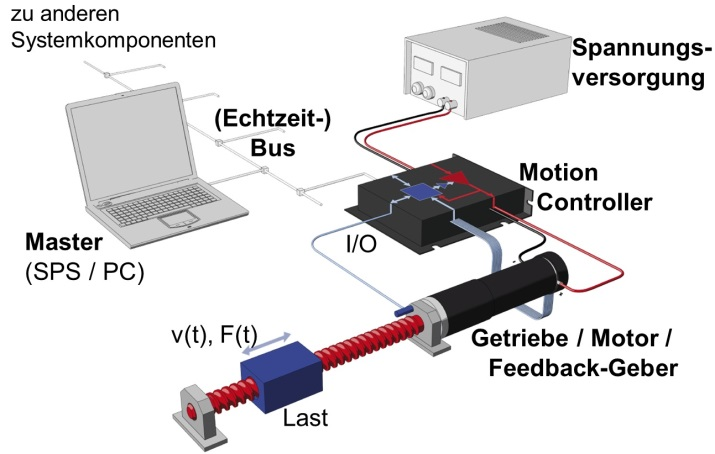 zu anderen
Systemkomponenten
Spannungs-
versorgung
(Echtzeit-)
Bus
Motion
Controller
Master
(SPS / PC)
I/O
v(t), F(t)
Getriebe / Motor /
Feedback-Geber
Last